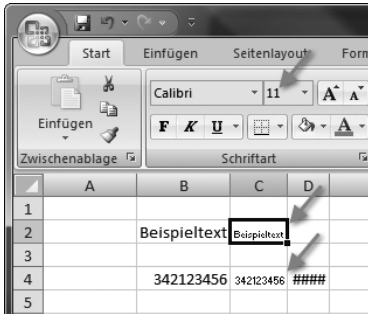 Start Einfügen Seitenlayout Form
Calibri 11 A A
Einfügen F K U A
Zwischenablage Schriftart
A B C D
1
2 Beispieltext Beispieltext
3
4 342123456 342123456 ####
5